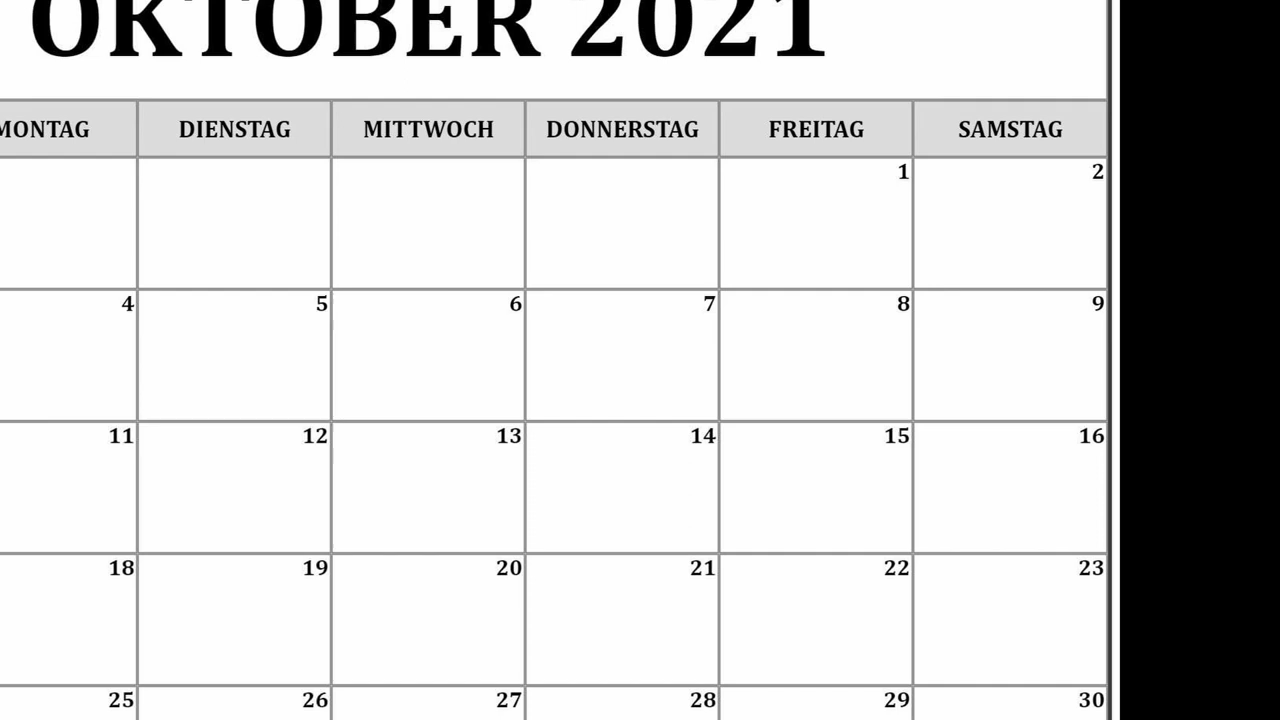 OKTOBER 2021
MONTAG DIENSTAG MITTWOCH DONNERSTAG FREITAG SAMSTAG
1 2
4 5 6 7 8 9
11 12 13 14 15 16
18 19 20 21 22 23
25 26 27 28 29 30